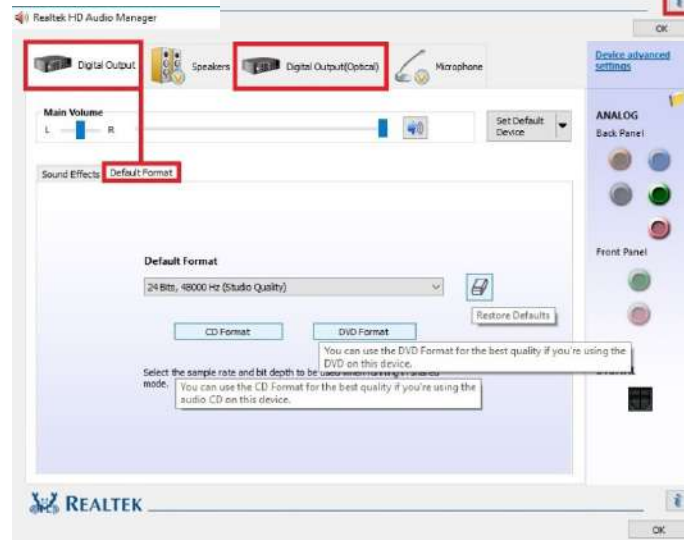 Realtek HD Audio Manager
OK
Digital Output
Speakers
Digital Output(Optical)
Microphone
Device advanced
settings
Main Volume
L
R
Set Default
Device
ANALOG
Back Panel
Sound Effects
Default Format
Default Format
24 Bits, 48000 Hz (Studio Quality)
Restore Defaults
CD Format
DVD Format
You can use the DVD Format for the best quality if you're using the
DVD on this device.
Select the sample rate and bit depth to be used when running in shared
mode.
You can use the CD Format for the best quality if you're using the
audio CD on this device.
Front Panel
REALTEK
i
OK